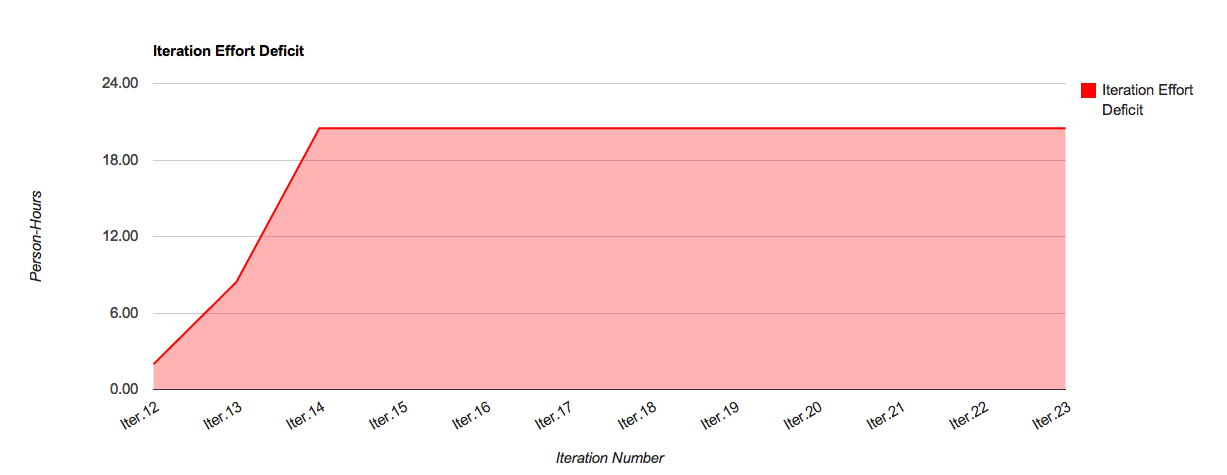 Iteration Effort Deficit
24.00
18.00
12.00
6.00
0.00
Person-Hours
Iter.12
Iter.13
Iter.14
Iter.15
Iter.16
Iter.17
Iter.18
Iter.19
Iter.20
Iter.21
Iter.22
Iter.23
Iteration Number
Iteration Effort
Deficit